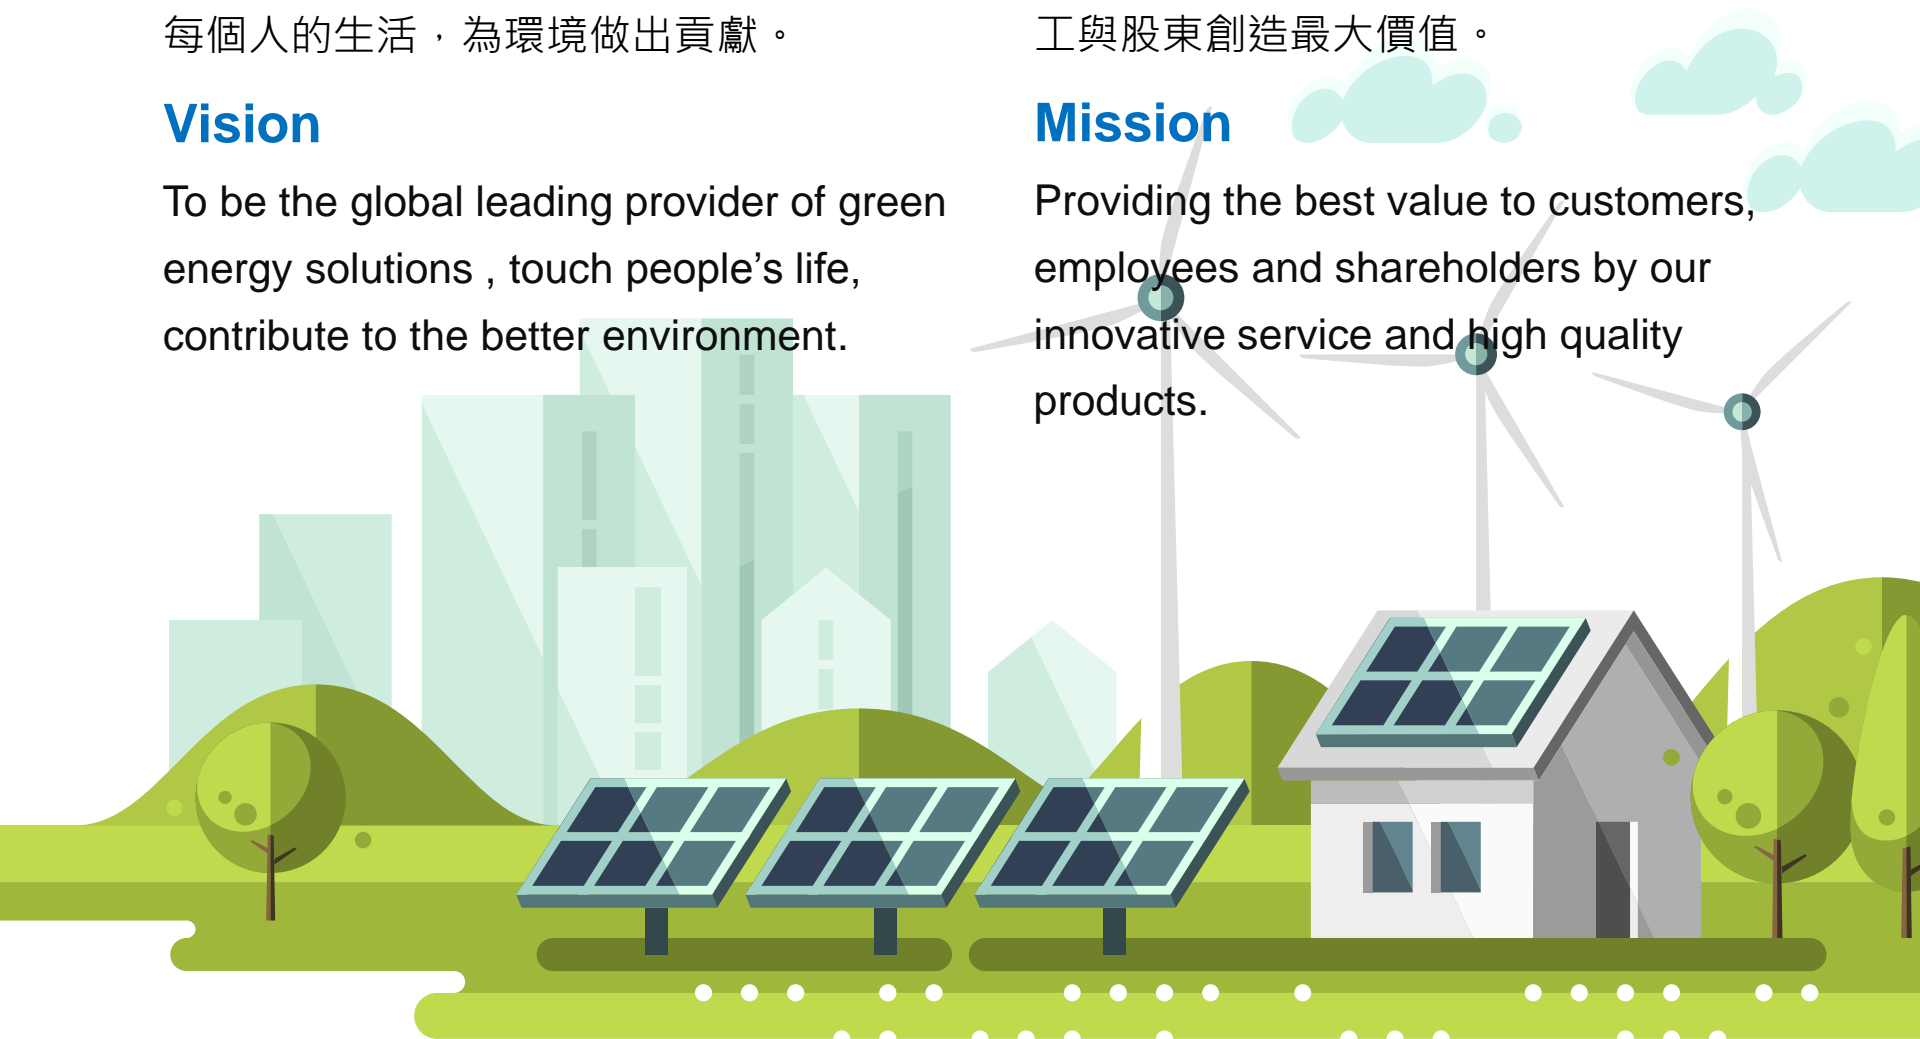 每個人的生活，為環境做出貢獻。
Vision
To be the global leading provider of green
energy solutions , touch people’s life,
contribute to the better environment.
工與股東創造最大價值。
Mission
Providing the best value to customers,
employees and shareholders by our
innovative service and high quality
products.